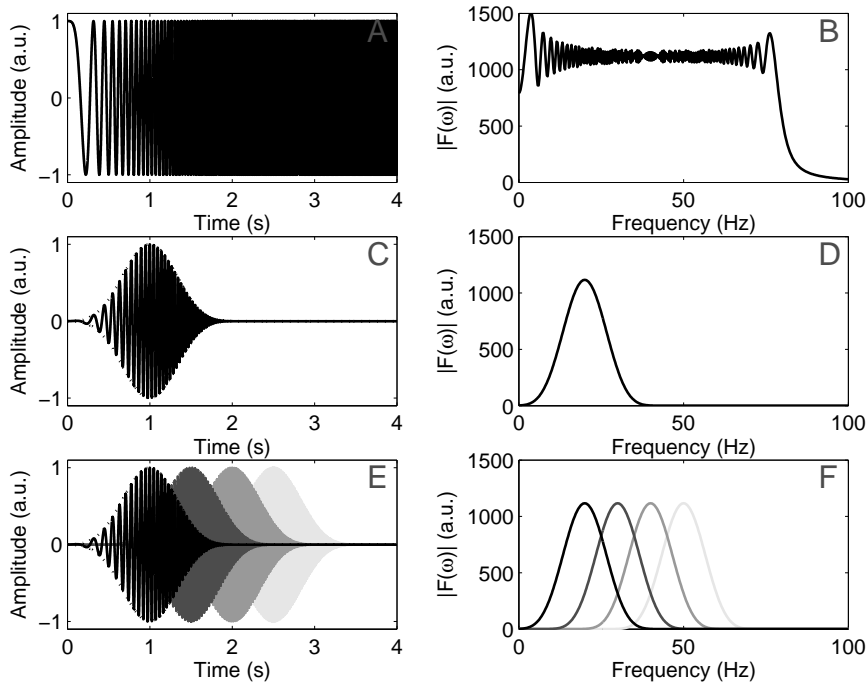 A
1
0
−1
Amplitude (a.u.)
0 1 2 3 4
Time (s)
B
1500
1000
500
0
|F(ω)| (a.u.)
0 50 100
Frequency (Hz)
C
1
0
−1
Amplitude (a.u.)
0 1 2 3 4
Time (s)
D
1500
1000
500
0
|F(ω)| (a.u.)
0 50 100
Frequency (Hz)
E
1
0
−1
Amplitude (a.u.)
0 1 2 3 4
Time (s)
F
1500
1000
500
0
|F(ω)| (a.u.)
0 50 100
Frequency (Hz)